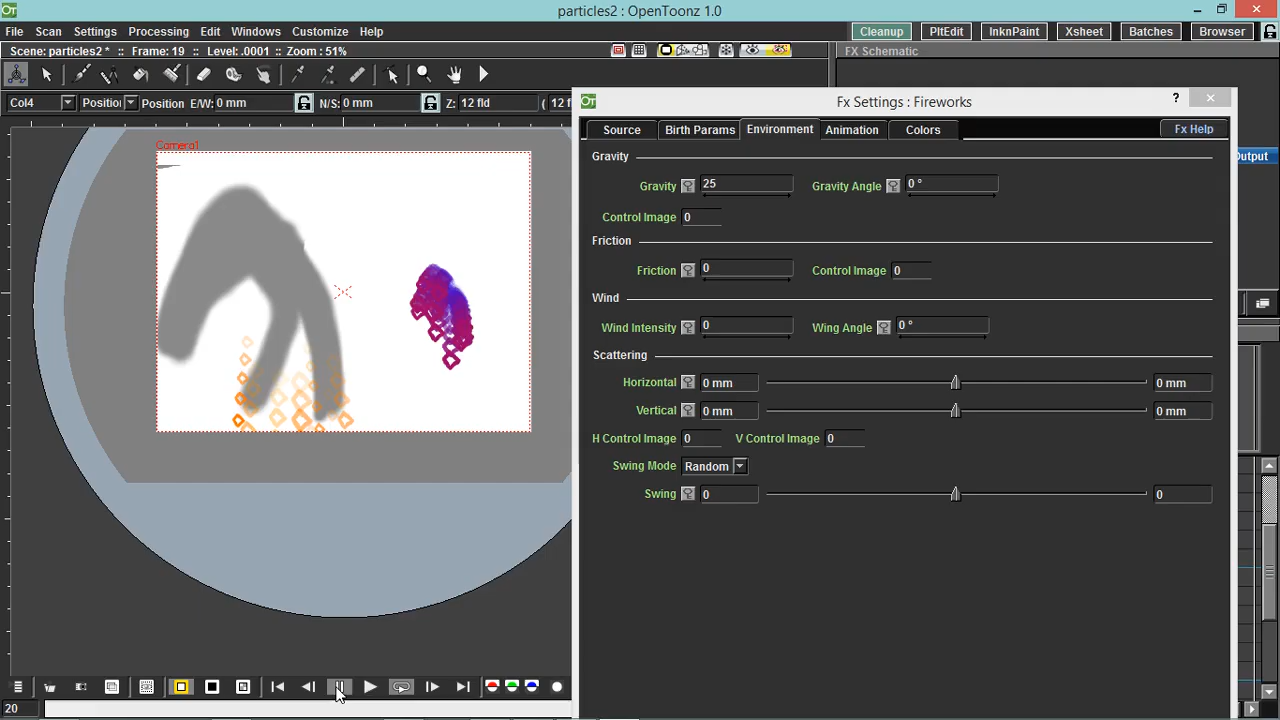 particles2 : OpenToonz 1.0
File Scan Settings Processing Edit Windows Customize Help
Cleanup PltEdit InknPaint Xsheet Batches Browser
Scene: particles2 * :: Frame: 19 :: Level: .0001 :: Zoom : 51%
FX Schematic
Col4 Position E/W: 0 mm N/S: 0 mm Z: 12 fld ( 12 f
Fx Settings : Fireworks ?
Source Birth Params Environment Animation Colors Fx Help
Camera1
Output
Gravity
Gravity 25 Gravity Angle 0 °
Control Image 0
Friction
Friction 0 Control Image 0
Wind
Wind Intensity 0 Wing Angle 0 °
Scattering
Horizontal 0 mm 0 mm
Vertical 0 mm 0 mm
H Control Image 0 V Control Image 0
Swing Mode Random
Swing 0 0
20